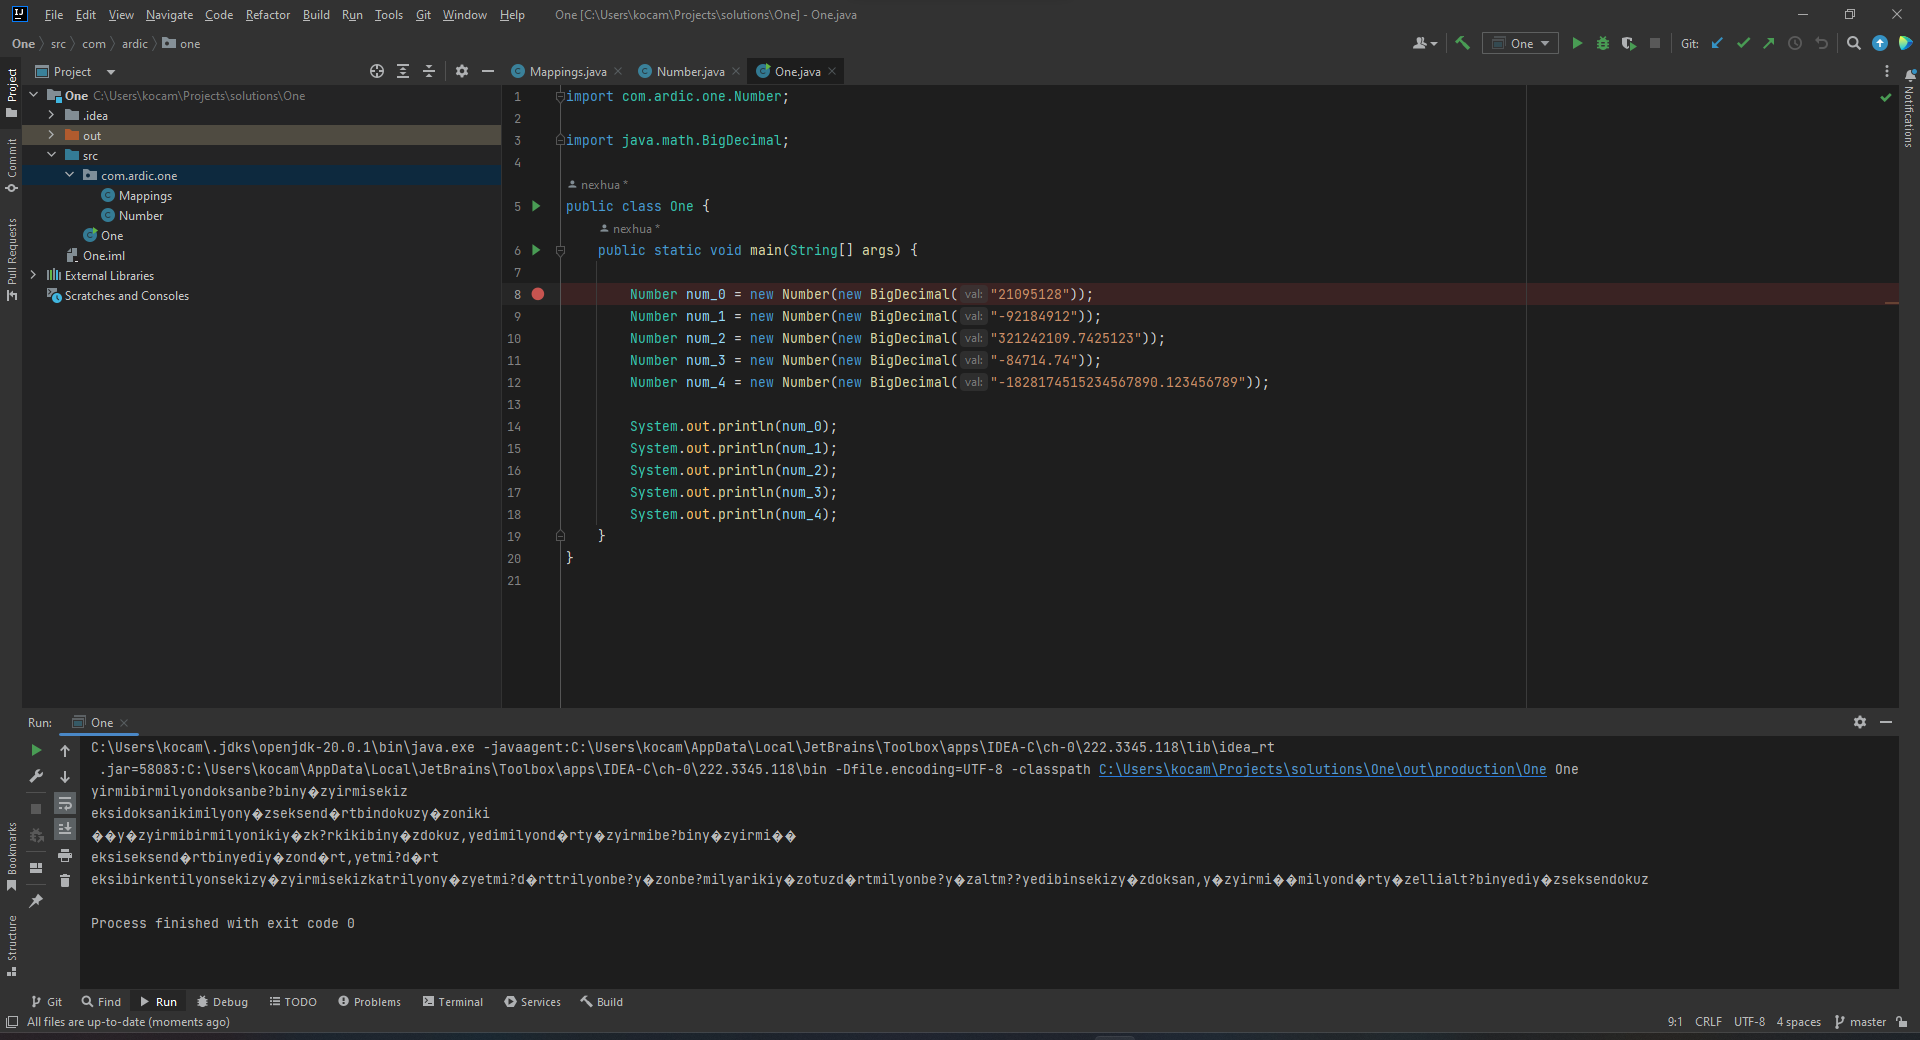 File Edit View Navigate Code Refactor Build Run Tools Git Window Help One [C:\Users\kocam\Projects\solutions\One] - One.java
One src com ardic one
One Git:
Project
Mappings.java Number.java One.java
Project
Commit
Pull Requests
Bookmarks
Structure
Notifications
One C:\Users\kocam\Projects\solutions\One
.idea
out
src
com.ardic.one
Mappings
Number
One
One.iml
External Libraries
Scratches and Consoles
1 import com.ardic.one.Number;
2
3 import java.math.BigDecimal;
4
nexhua *
5 public class One {
nexhua *
6 public static void main(String[] args) {
7
8 Number num_0 = new Number(new BigDecimal( val: "21095128"));
9 Number num_1 = new Number(new BigDecimal( val: "-92184912"));
10 Number num_2 = new Number(new BigDecimal( val: "321242109.7425123"));
11 Number num_3 = new Number(new BigDecimal( val: "-84714.74"));
12 Number num_4 = new Number(new BigDecimal( val: "-1828174515234567890.123456789"));
13
14 System.out.println(num_0);
15 System.out.println(num_1);
16 System.out.println(num_2);
17 System.out.println(num_3);
18 System.out.println(num_4);
19 }
20 }
21
Run: One
C:\Users\kocam\.jdks\openjdk-20.0.1\bin\java.exe -javaagent:C:\Users\kocam\AppData\Local\JetBrains\Toolbox\apps\IDEA-C\ch-0\222.3345.118\lib\idea_rt
.jar=58083:C:\Users\kocam\AppData\Local\JetBrains\Toolbox\apps\IDEA-C\ch-0\222.3345.118\bin -Dfile.encoding=UTF-8 -classpath C:\Users\kocam\Projects\solutions\One\out\production\One One
yirmibirmilyondoksanbe?biny�zyirmisekiz
eksidoksanikimilyony�zseksend�rtbindokuzy�zoniki
��y�zyirmibirmilyonikiy�zk?rkikibiny�zdokuz,yedimilyond�rty�zyirmibe?biny�zyirmi��
eksiseksend�rtbinyediy�zond�rt,yetmi?d�rt
eksibirkentilyonsekizy�zyirmisekizkatrilyony�zyetmi?d�rttrilyonbe?y�zonbe?milyarikiy�zotuzd�rtmilyonbe?y�zaltm??yedibinsekizy�zdoksan,y�zyirmi��milyond�rty�zellialt?binyediy�zseksendokuz
Process finished with exit code 0
Git Find Run Debug TODO Problems Terminal Services Build
All files are up-to-date (moments ago) 9:1 CRLF UTF-8 4 spaces master